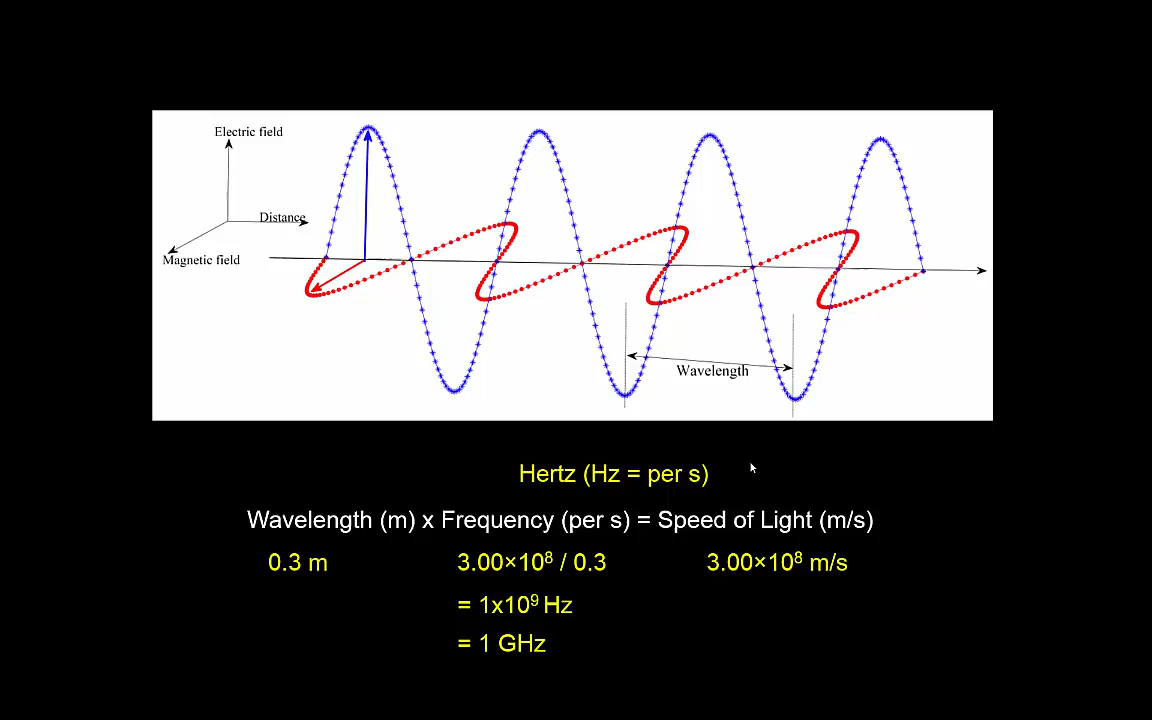 Electric field
Distance
Magnetic field
Wavelength
Hertz (Hz = per s)
Wavelength (m) x Frequency (per s) = Speed of Light (m/s)
0.3 m 3.00×10⁸ / 0.3 3.00×10⁸ m/s
= 1x10⁹ Hz
= 1 GHz